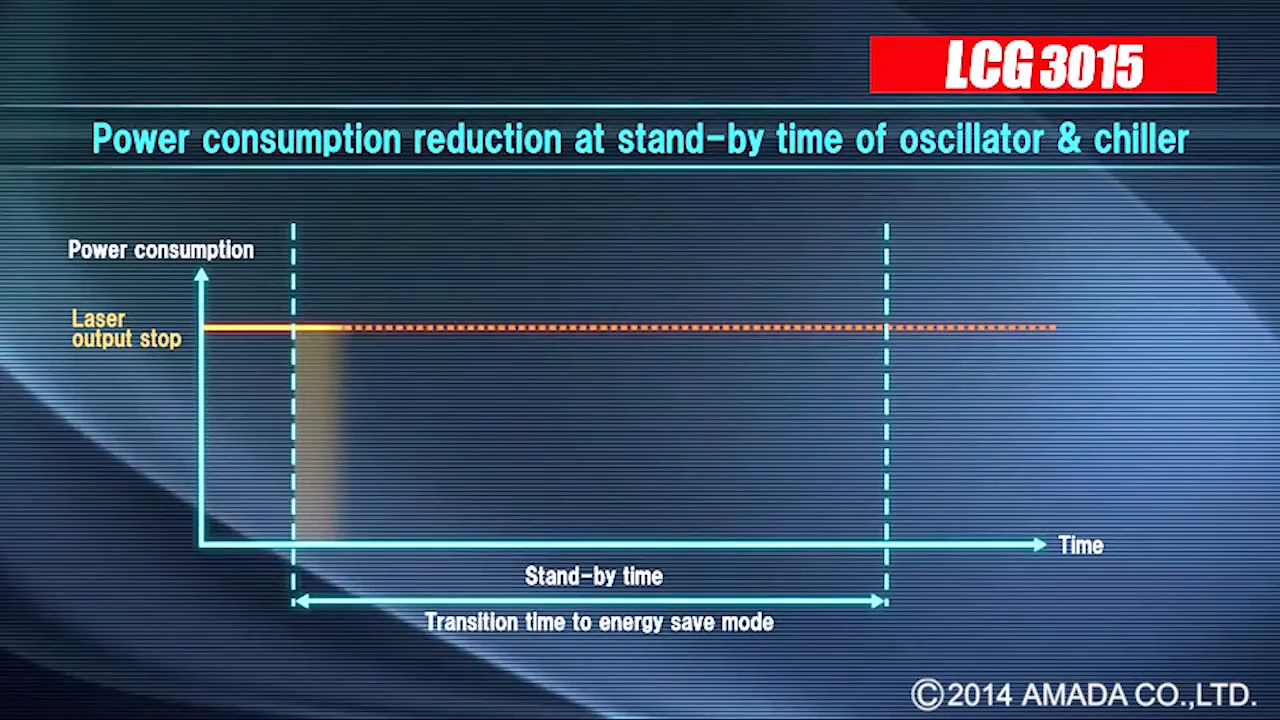 LCG 3015
Power consumption reduction at stand-by time of oscillator & chiller
Power consumption
Laser
output stop
Time
Stand-by time
Transition time to energy save mode
©2014 AMADA CO.,LTD.